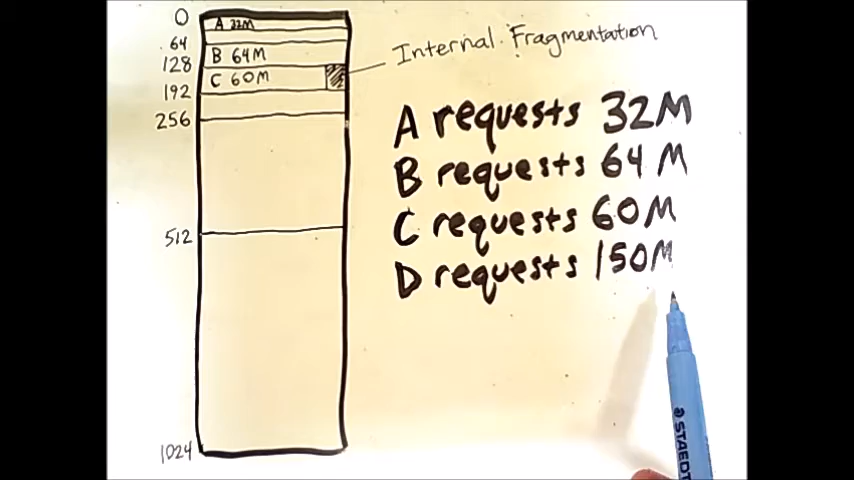 0
A 32M
64
B 64M
128
C 60M
192
256
512
1024
Internal Fragmentation
A requests 32M
B requests 64M
C requests 60M
D requests 150M
STAEDT